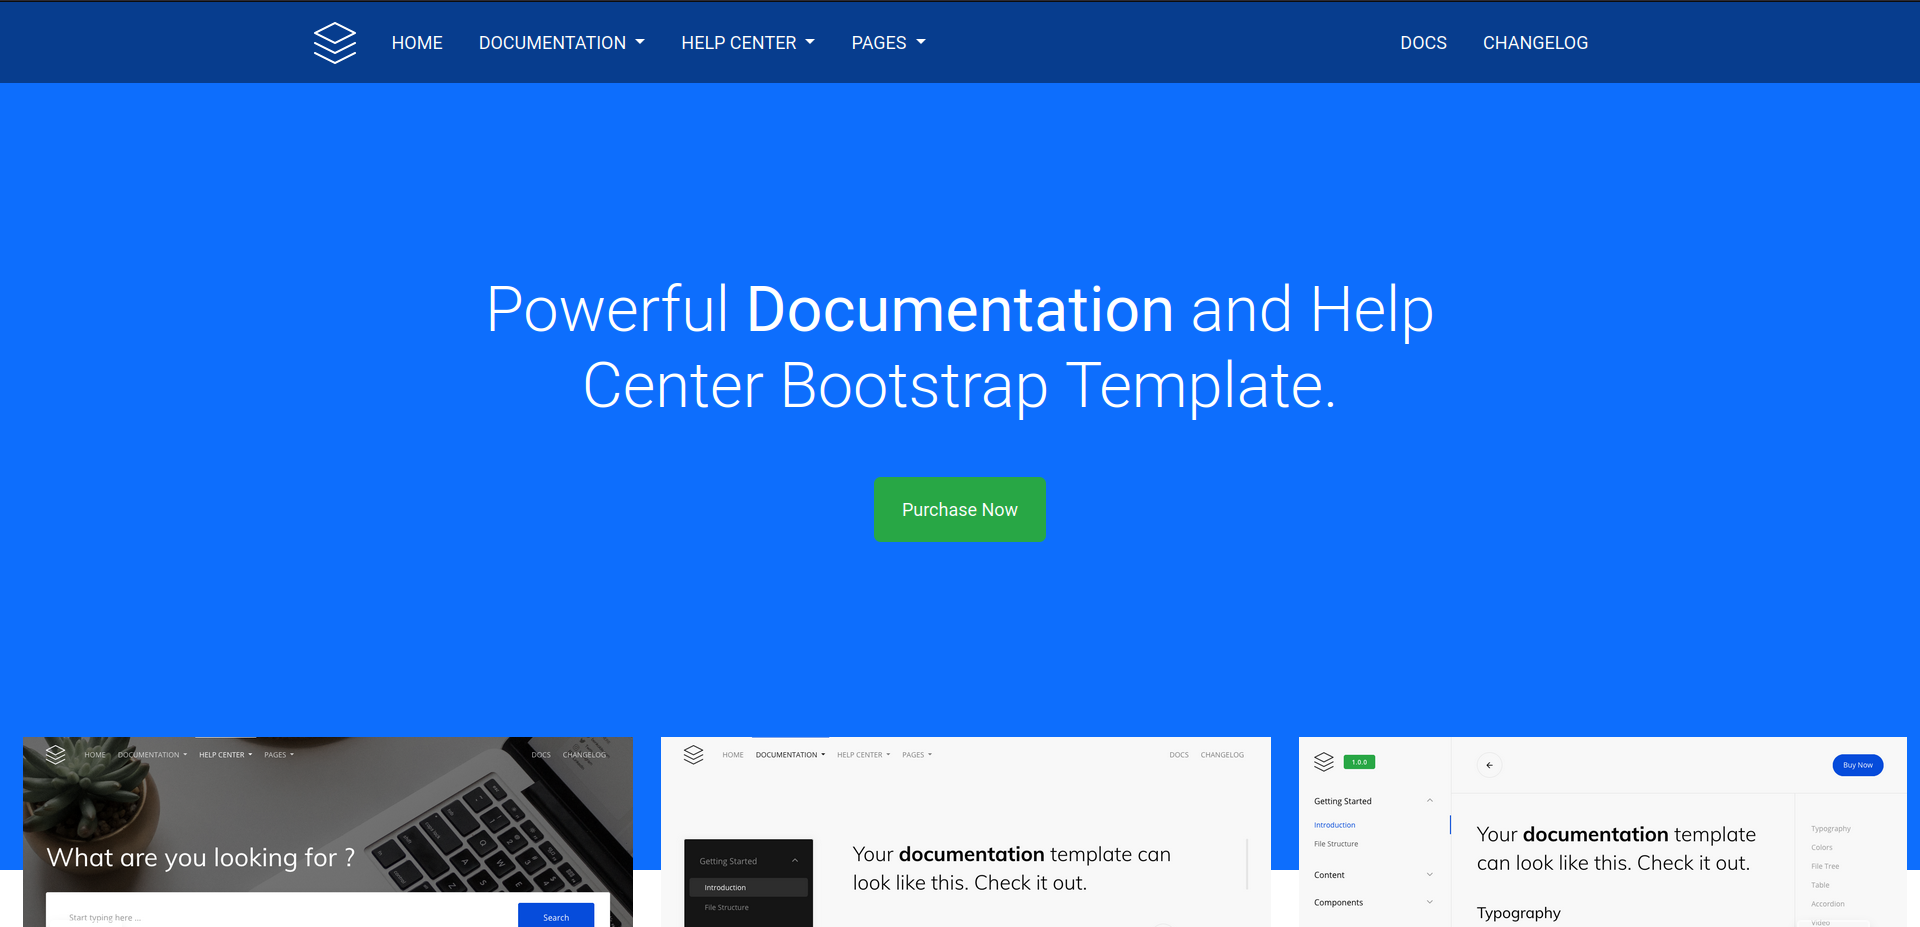 HOME DOCUMENTATION HELP CENTER PAGES DOCS CHANGELOG
Powerful Documentation and Help
Center Bootstrap Template.
Purchase Now
HOME DOCUMENTATION HELP CENTER PAGES DOCS CHANGELOG
What are you looking for ?
Start typing here ...
Search
HOME DOCUMENTATION HELP CENTER PAGES DOCS CHANGELOG
Getting Started
Introduction
File Structure
Your documentation template can
look like this. Check it out.
1.0.0
Buy Now
Getting Started
Introduction
File Structure
Content
Components
Your documentation template
can look like this. Check it out.
Typography
Typography
Colors
File Tree
Table
Accordion
Video